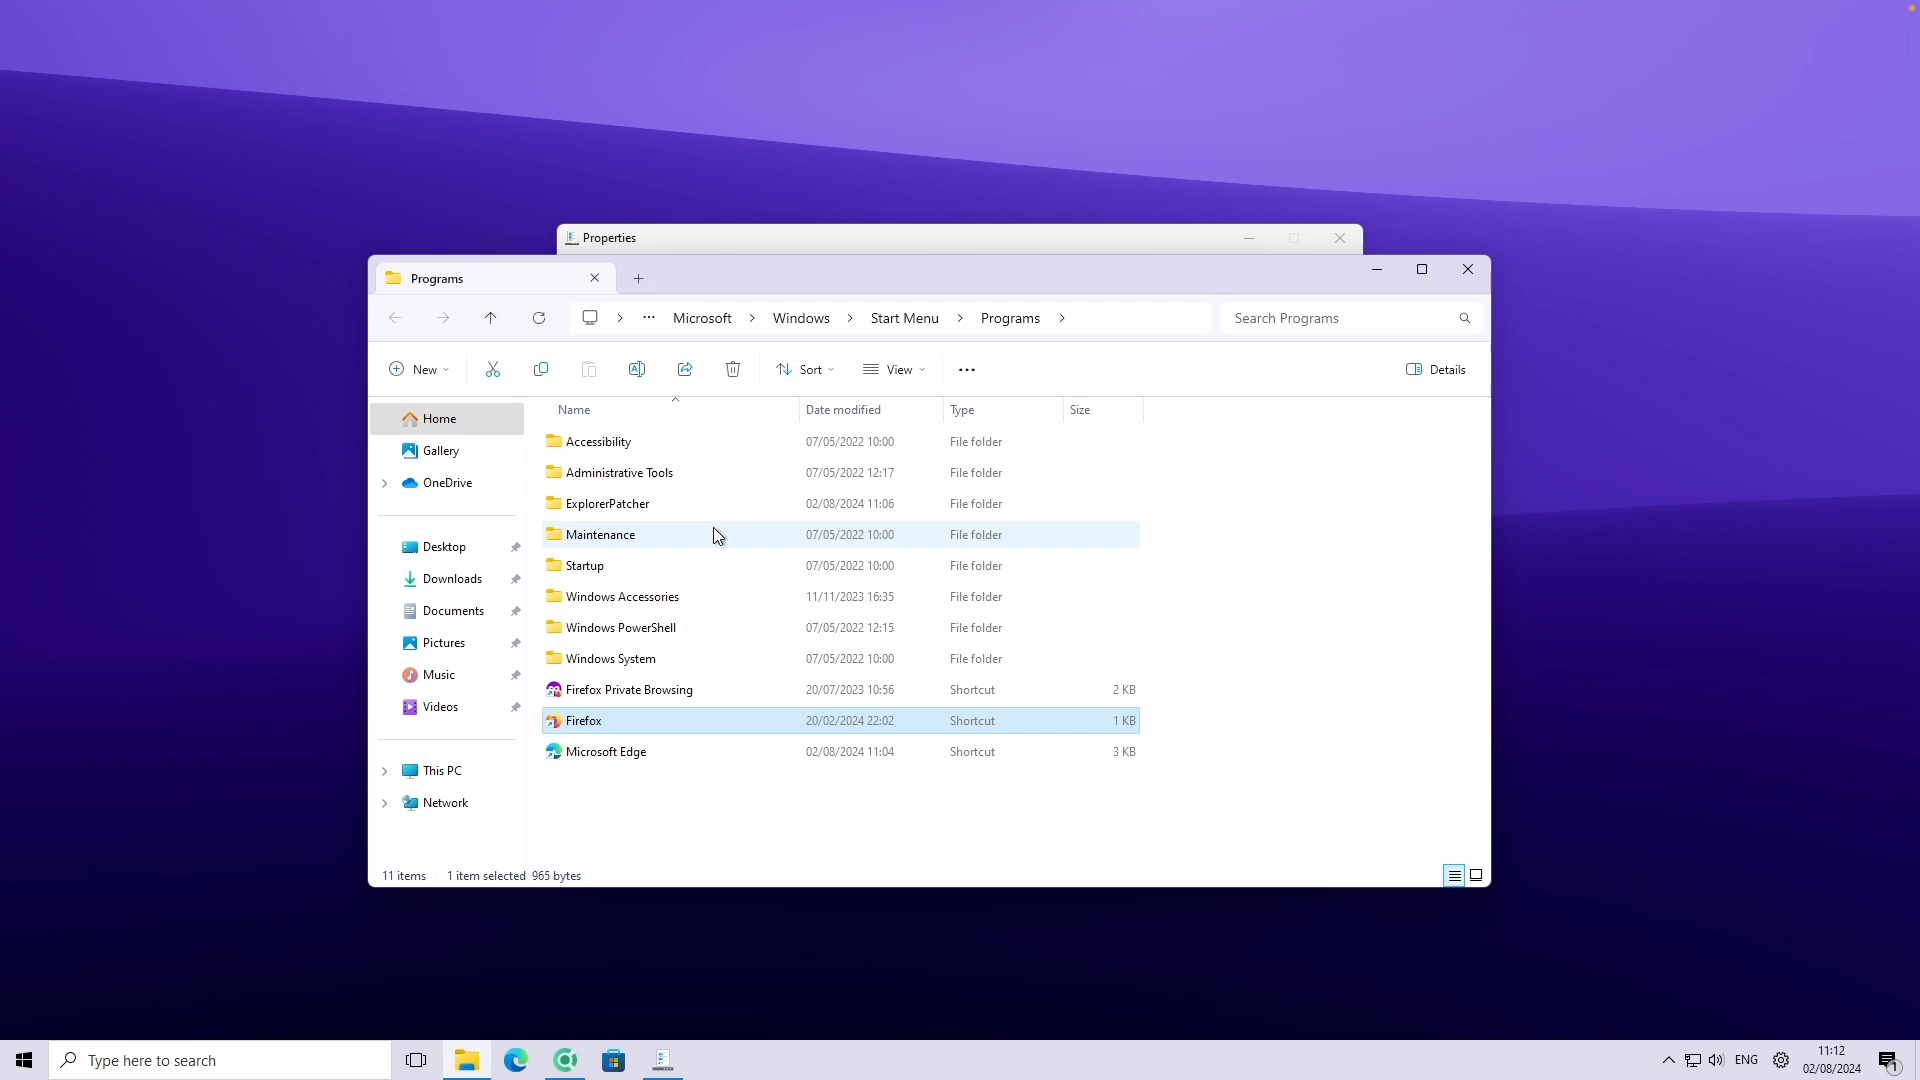 Properties
Programs
Microsoft Windows Start Menu Programs
Search Programs
New
Sort
View
Details
Home
Gallery
OneDrive
Desktop
Downloads
Documents
Pictures
Music
Videos
This PC
Network
Name Date modified Type Size
Accessibility 07/05/2022 10:00 File folder
Administrative Tools 07/05/2022 12:17 File folder
ExplorerPatcher 02/08/2024 11:06 File folder
Maintenance 07/05/2022 10:00 File folder
Startup 07/05/2022 10:00 File folder
Windows Accessories 11/11/2023 16:35 File folder
Windows PowerShell 07/05/2022 12:15 File folder
Windows System 07/05/2022 10:00 File folder
Firefox Private Browsing 20/07/2023 10:56 Shortcut 2 KB
Firefox 20/02/2024 22:02 Shortcut 1 KB
Microsoft Edge 02/08/2024 11:04 Shortcut 3 KB
11 items 1 item selected 965 bytes
Type here to search
ENG
11:12
02/08/2024
1